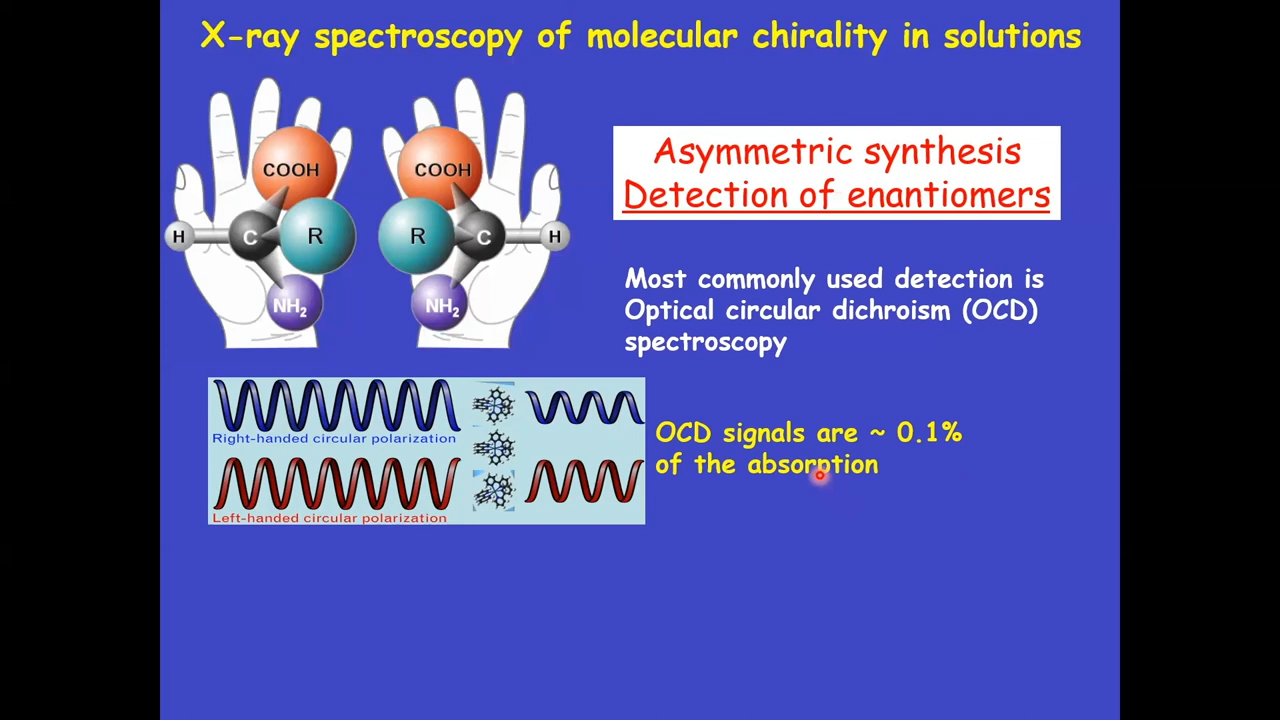 X-ray spectroscopy of molecular chirality in solutions
COOH
H
C
R
NH2
COOH
R
C
H
NH2
Asymmetric synthesis
Detection of enantiomers
Most commonly used detection is
Optical circular dichroism (OCD)
spectroscopy
Right-handed circular polarization
Left-handed circular polarization
OCD signals are ~ 0.1%
of the absorption